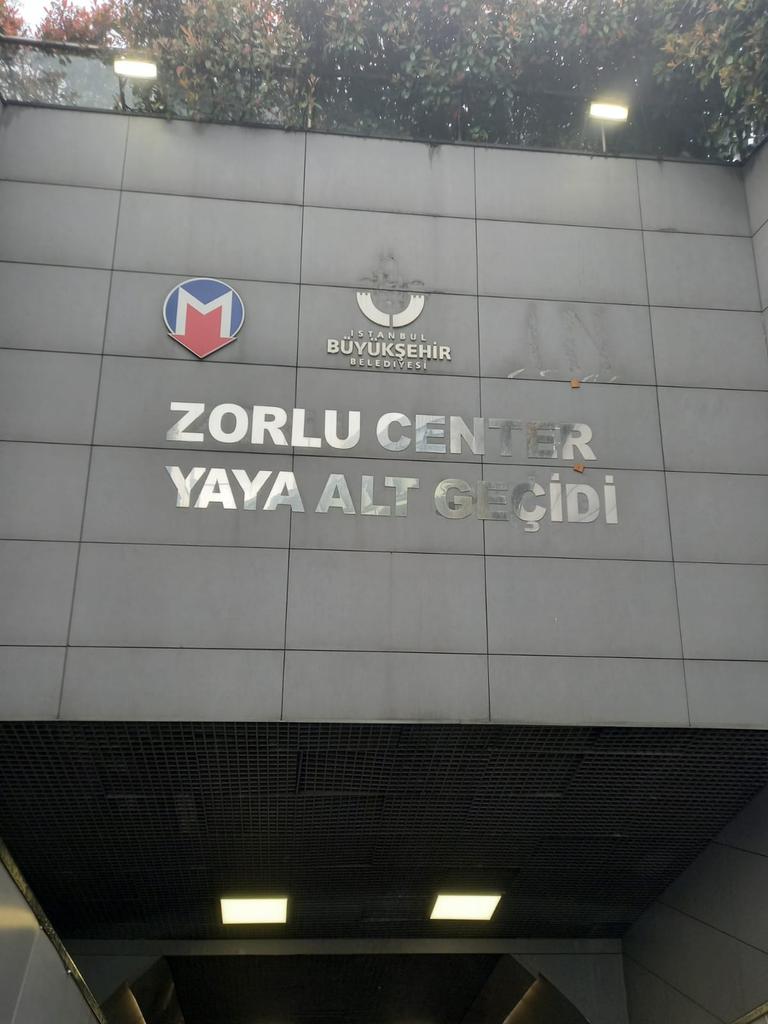 M
İSTANBUL
BÜYÜKŞEHİR
BELEDİYESİ
ZORLU CENTER
YAYA ALT GEÇİDİ